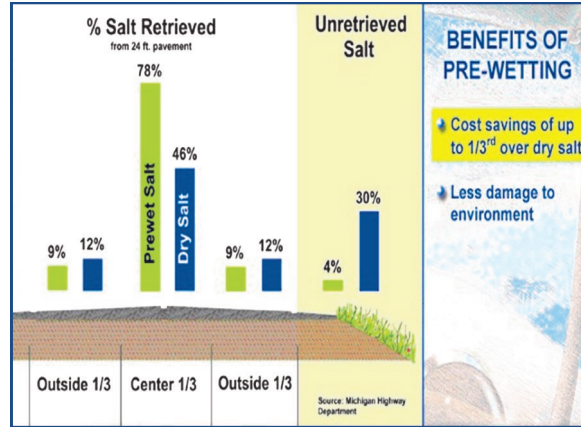 % Salt Retrieved
from 24 ft. pavement
Unretrieved
Salt
78%
46%
30%
9%
12%
9%
12%
4%
Prewet Salt
Dry Salt
Outside 1/3
Center 1/3
Outside 1/3
Source: Michigan Highway
Department
BENEFITS OF
PRE-WETTING
Cost savings of up
to 1/3rd over dry salt
Less damage to
environment